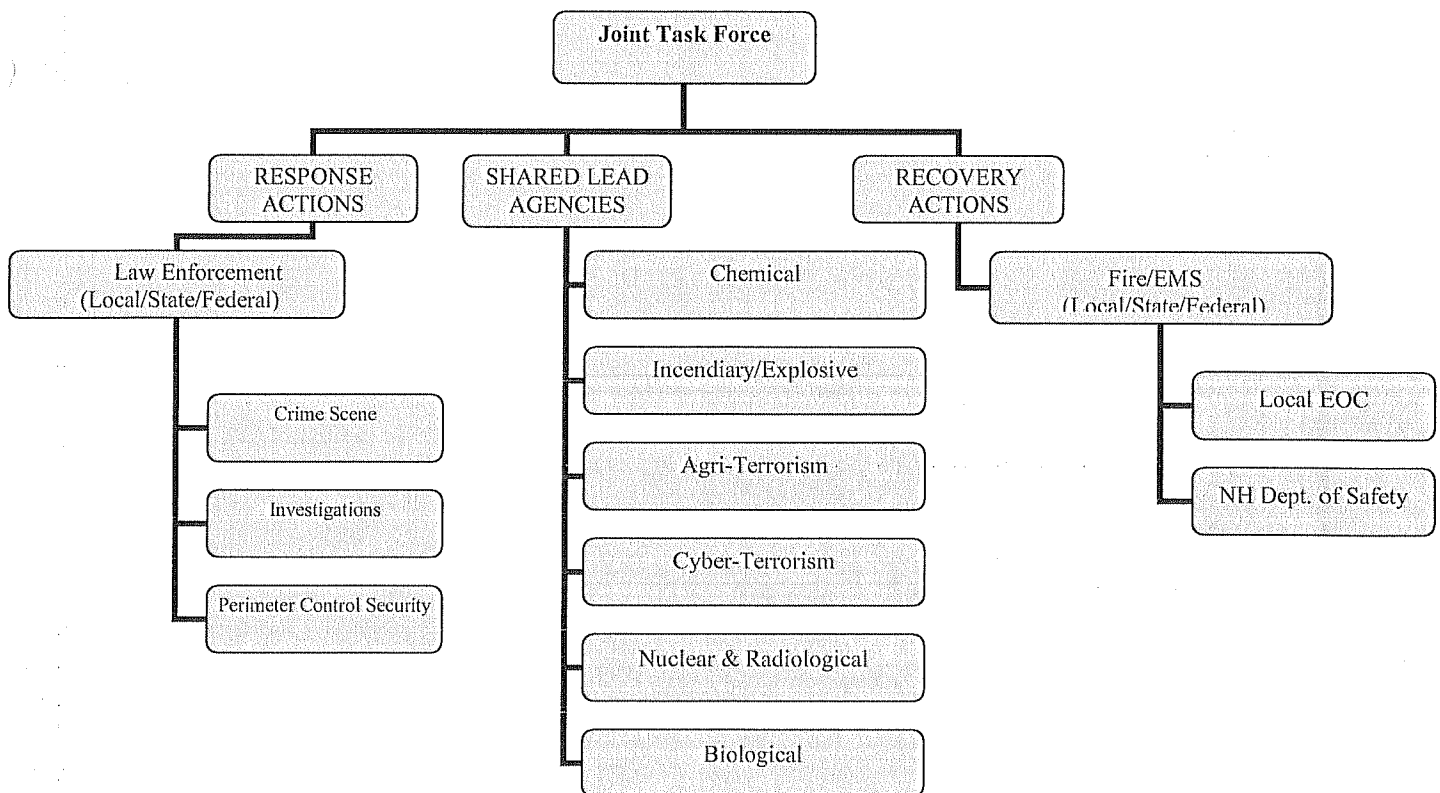 Joint Task Force
RESPONSE
ACTIONS
SHARED LEAD
AGENCIES
RECOVERY
ACTIONS
Law Enforcement
(Local/State/Federal)
Crime Scene
Investigations
Perimeter Control Security
Chemical
Incendiary/Explosive
Agri-Terrorism
Cyber-Terrorism
Nuclear & Radiological
Biological
Fire/EMS
(Local/State/Federal)
Local EOC
NH Dept. of Safety